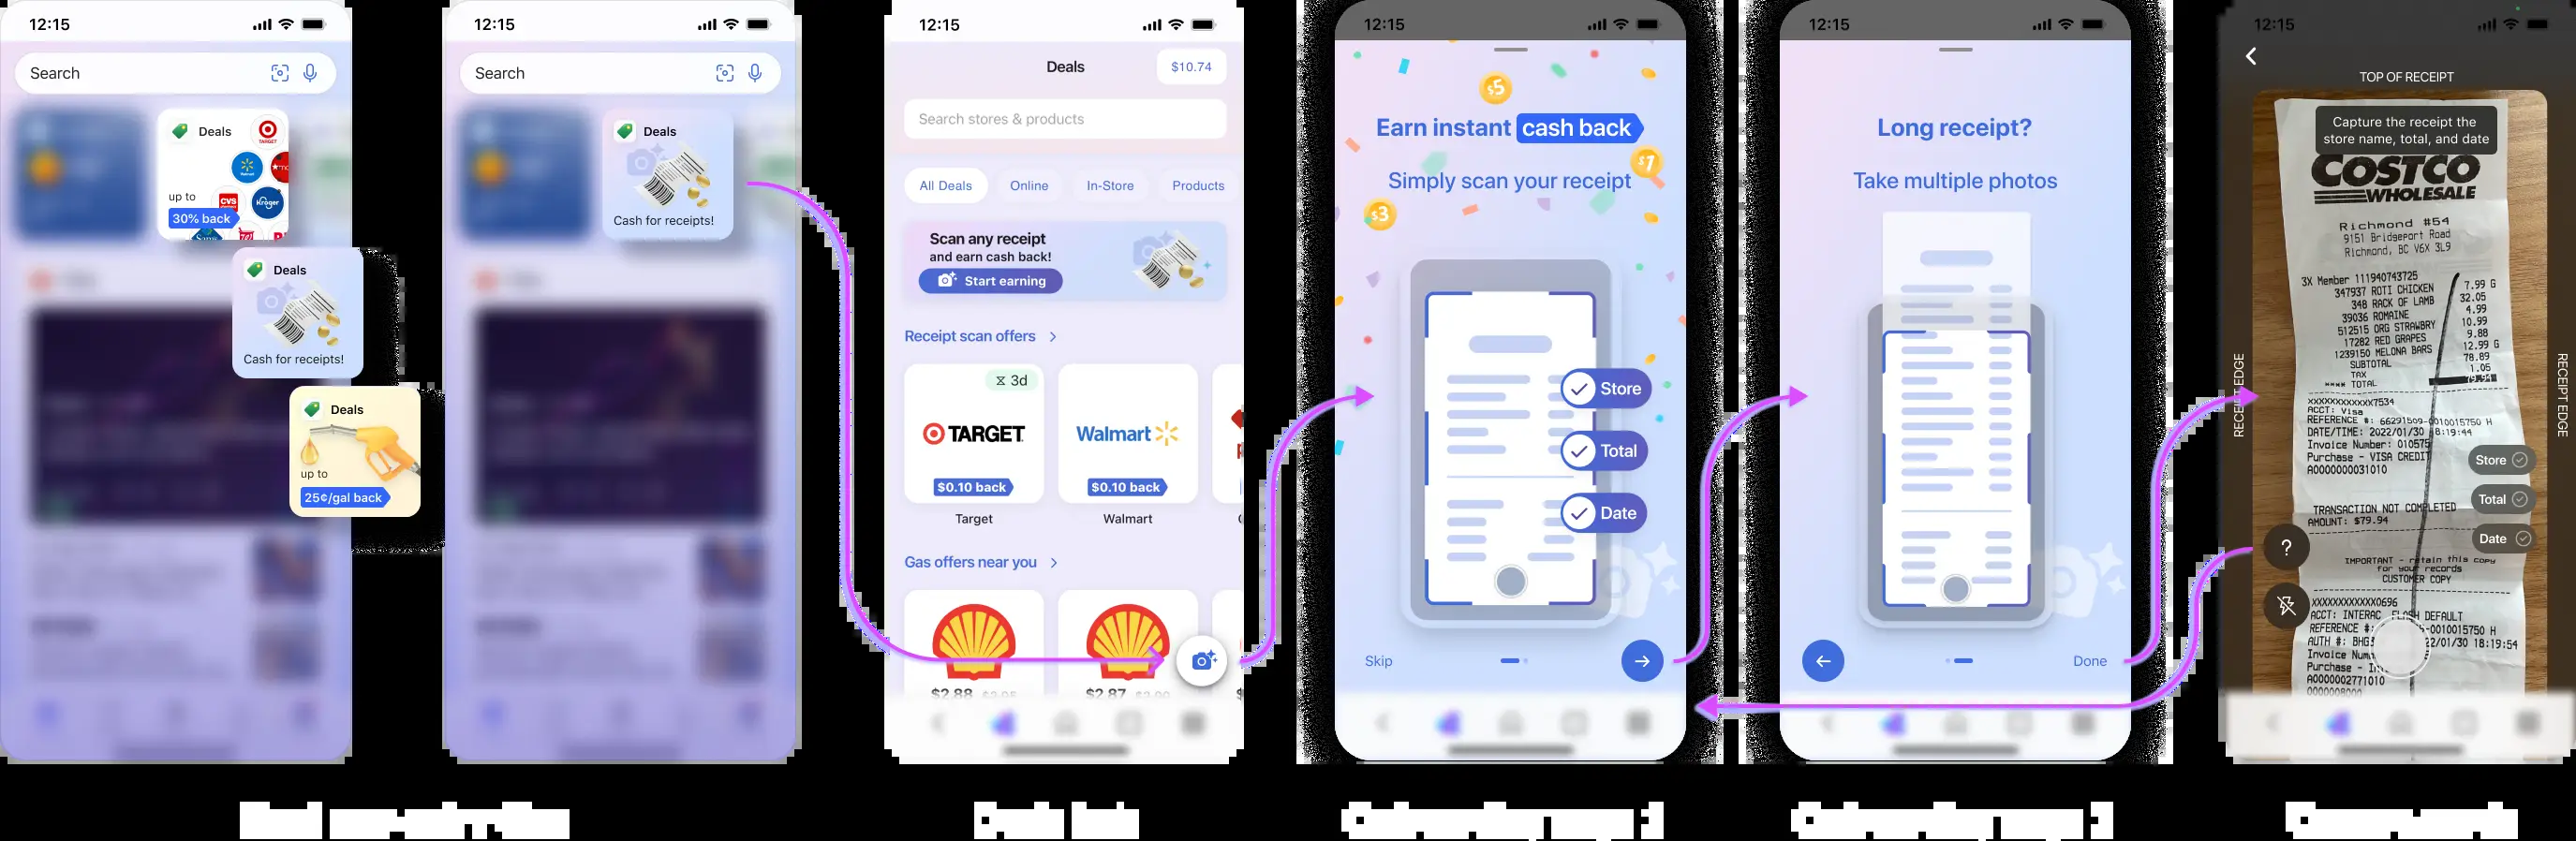 12:15
Search
Deals
TARGET
Walmart
CVS
Kroger
up to
30% back
Deals
Cash for receipts!
Deals
up to
25¢/gal back
12:15
Search
Deals
Cash for receipts!
12:15
Deals
$10.74
Search stores & products
All Deals
Online
In-Store
Products
Scan any receipt
and earn cash back!
Start earning
Receipt scan offers
3d
TARGET
Walmart
$0.10 back
$0.10 back
Target
Walmart
Gas offers near you
$2.88
$2.87
12:15
$5
Earn instant cash back
$1
Simply scan your receipt
$3
Store
Total
Date
Skip
12:15
Long receipt?
Take multiple photos
Done
12:15
TOP OF RECEIPT
Capture the receipt the
store name, total, and date
COSTCO
WHOLESALE
Richmond #54
9151 Bridgeport Road
Richmond, BC V6X 3L9
3X Member 111940743725
347937 ROTI CHICKEN 7.99 G
348 RACK OF LAMB 32.05
39036 ROMAINE 4.99
512515 ORG STRAWBRY 10.99
17282 RED GRAPES 9.88
1239150 MELONA BARS 12.99 G
SUBTOTAL 78.89
TAX 1.05
**** TOTAL 79.94
XXXXXXXXXXXX7534
ACCT: Visa
REFERENCE #: 66291509-0010015750 H
DATE/TIME: 2022/01/30 18:19:44
Invoice Number: 010575
Purchase - VISA CREDIT
A0000000031010
TRANSACTION NOT COMPLETED
AMOUNT: $79.94
IMPORTANT - retain this copy
for your records
CUSTOMER COPY
XXXXXXXXXXXX0696
ACCT: INTERAC FLASH DEFAULT
REFERENCE #: -0010015750 H
AUTH #: 22/01/30 18:19:54
Invoice
Purchase -
A0000002771010
RECEIPT EDGE
RECEIPT EDGE
Store
Total
Date
?